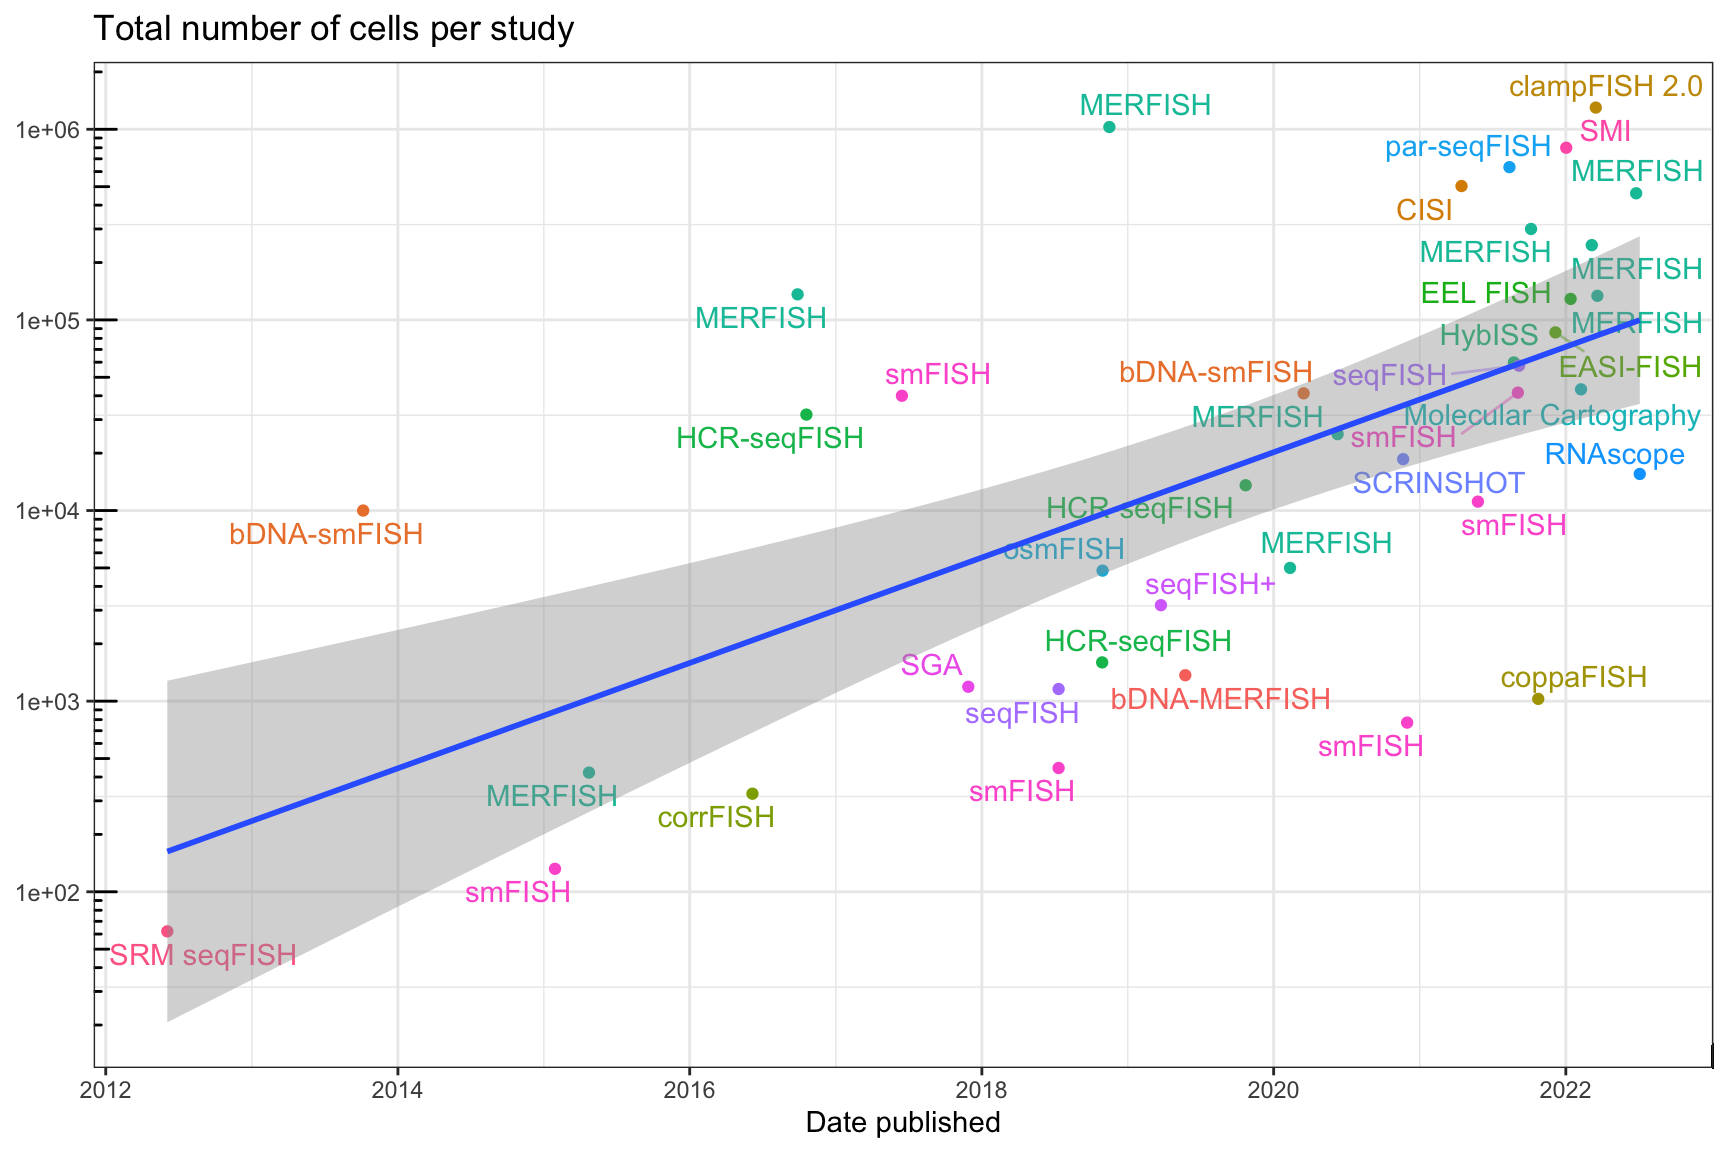 Total number of cells per study
clampFISH 2.0
MERFISH
1e+06
SMI
par-seqFISH
MERFISH
CISI
MERFISH
MERFISH
EEL FISH
MERFISH
1e+05
MERFISH
HybISS
EASI-FISH
smFISH
bDNA-smFISH
seqFISH
MERFISH
Molecular Cartography
HCR-seqFISH
smFISH
RNAscope
SCRINSHOT
1e+04
HCR-seqFISH
smFISH
bDNA-smFISH
MERFISH
osmFISH
seqFISH+
HCR-seqFISH
SGA
coppaFISH
1e+03
bDNA-MERFISH
seqFISH
smFISH
MERFISH
smFISH
corrFISH
1e+02
smFISH
SRM seqFISH
2012
2014
2016
2018
2020
2022
Date published